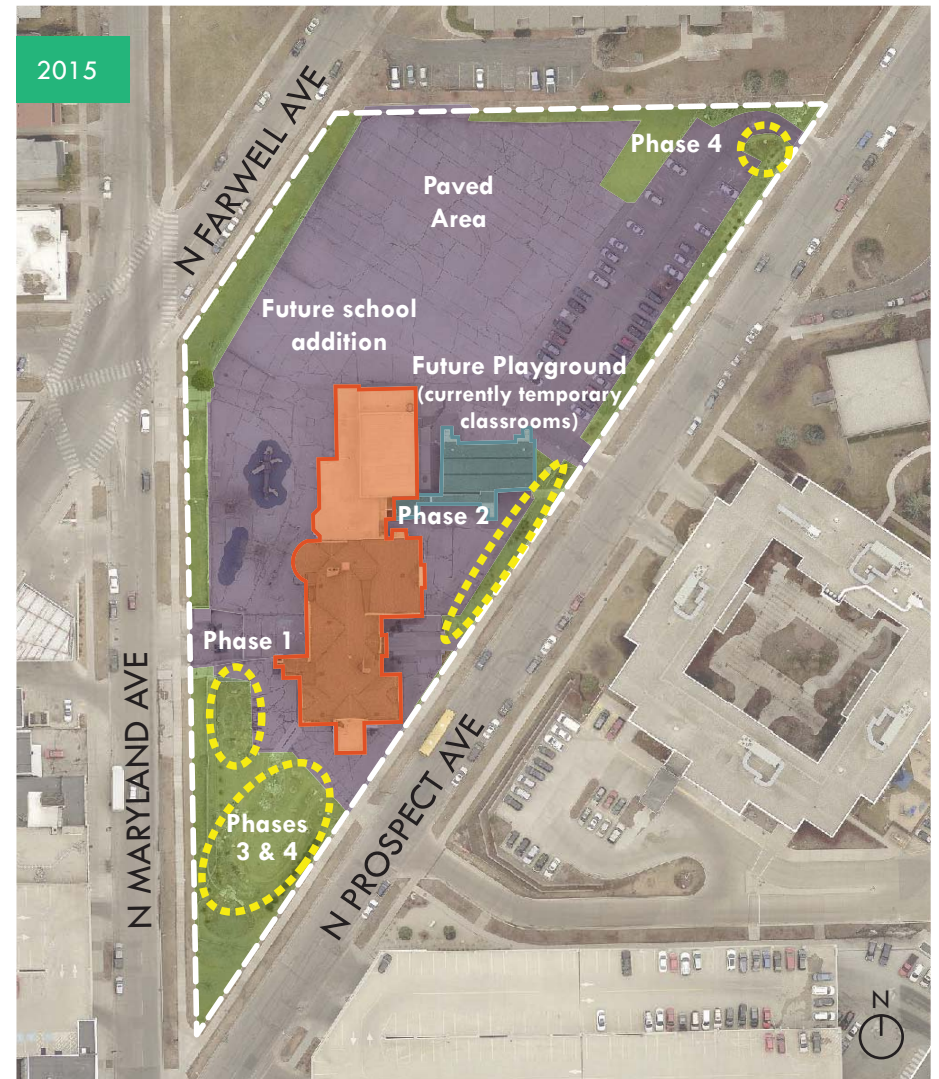 2015
N FARWELL AVE
Phase 4
Paved
Area
Future school
addition
Future Playground
(currently temporary
classrooms)
Phase 2
Phase 1
Phases
3 & 4
N MARYLAND AVE
N PROSPECT AVE
N